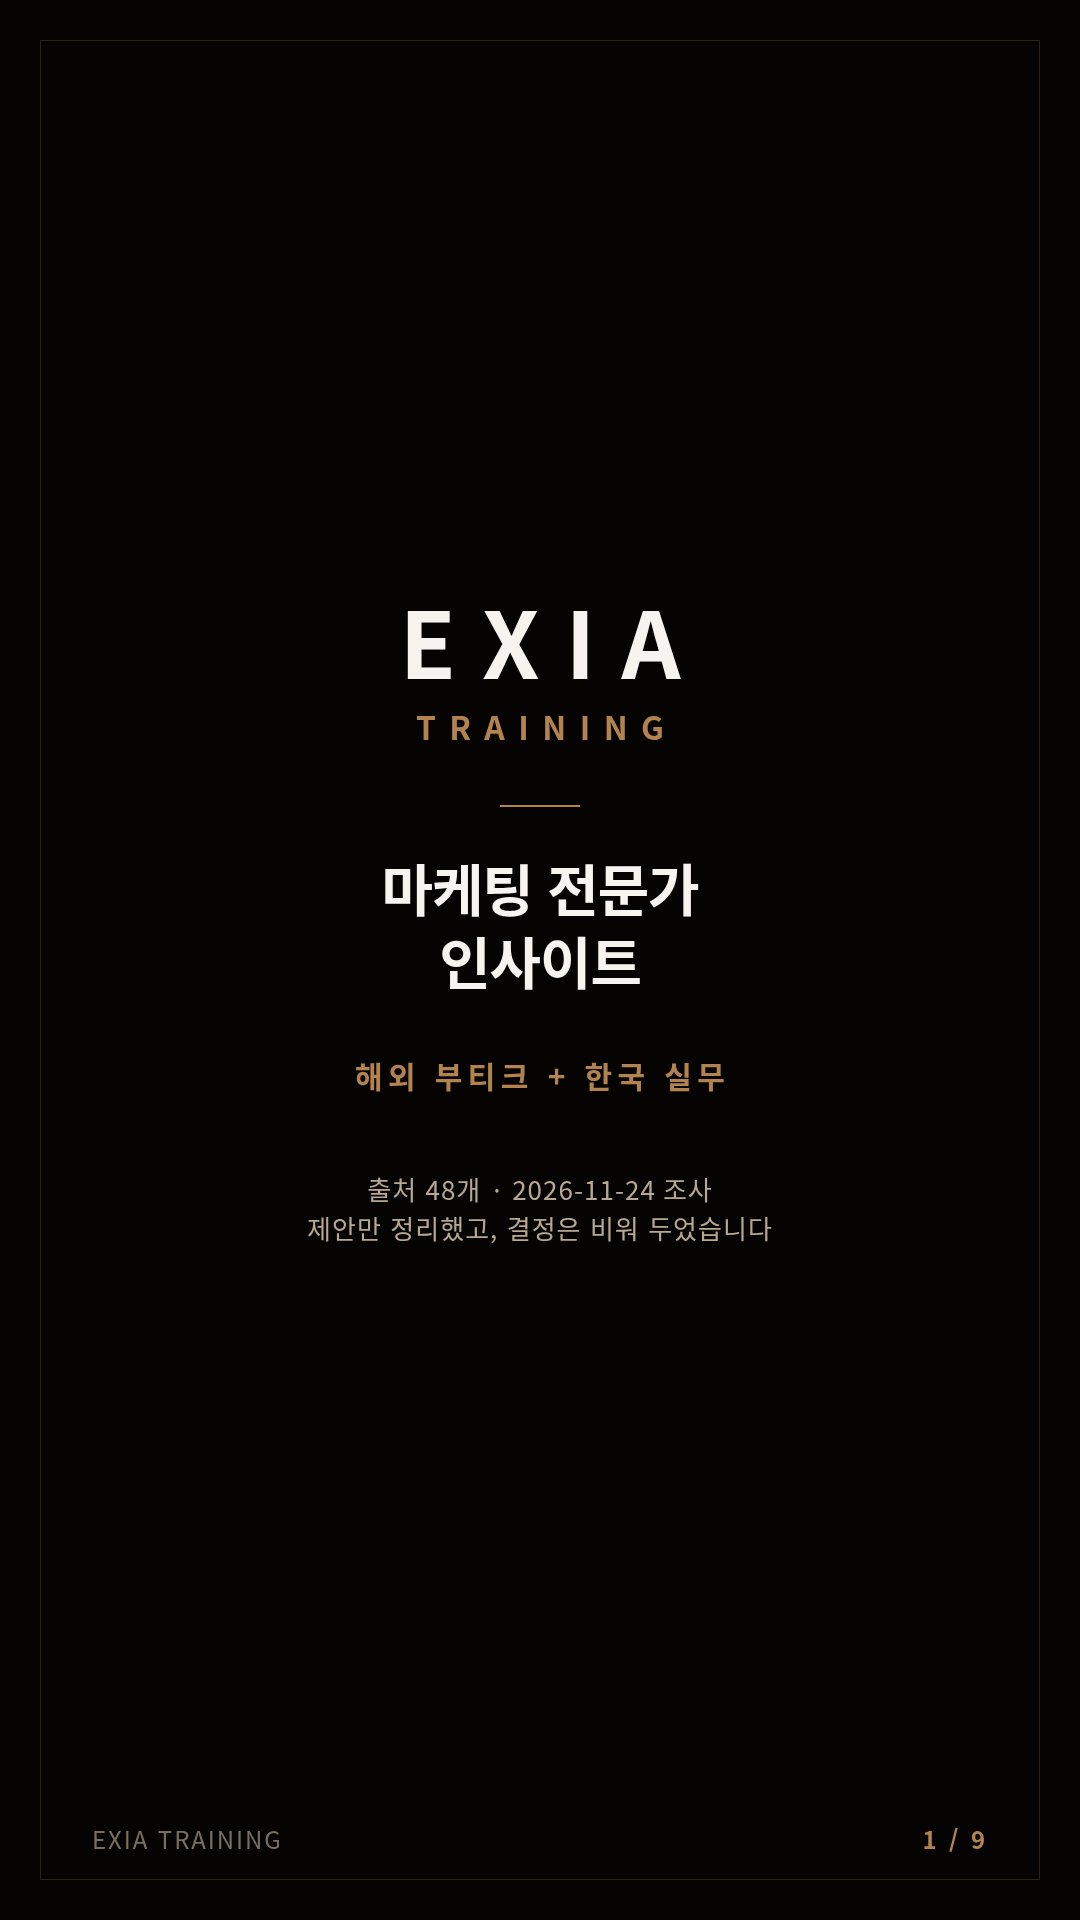 EXIA
TRAINING
마케팅 전문가
인사이트
해외 부티크 + 한국 실무
출처 48개 · 2026-11-24 조사
제안만 정리했고, 결정은 비워 두었습니다
EXIA TRAINING
1 / 9